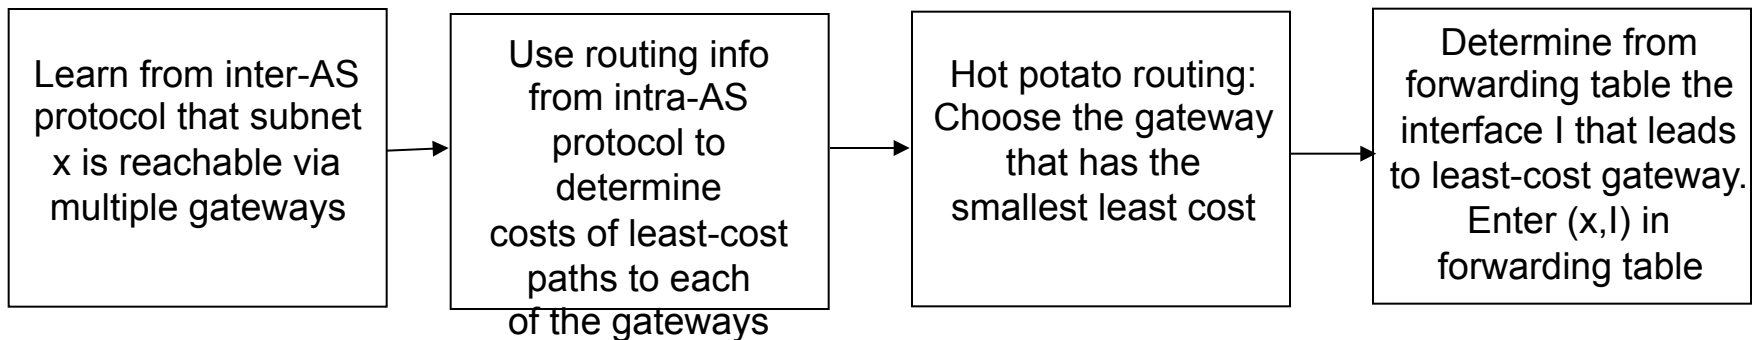 Learn from inter-AS
protocol that subnet
x is reachable via
multiple gateways
Use routing info
from intra-AS
protocol to
determine
costs of least-cost
paths to each
of the gateways
Hot potato routing:
Choose the gateway
that has the
smallest least cost
Determine from
forwarding table the
interface I that leads
to least-cost gateway.
Enter (x,I) in
forwarding table